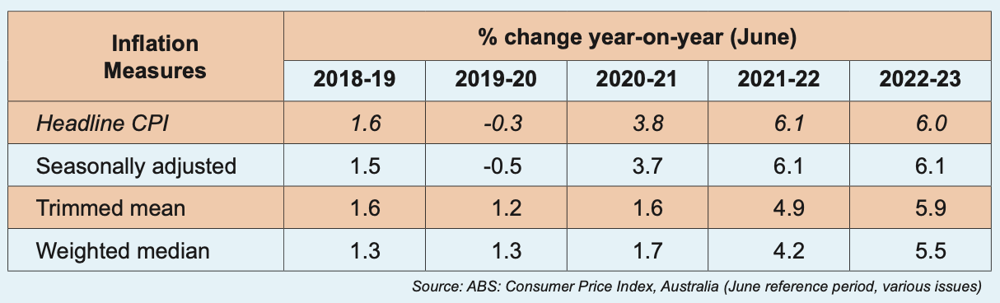 Inflation Measures % change year-on-year (June)
2018-19 2019-20 2020-21 2021-22 2022-23
Headline CPI 1.6 -0.3 3.8 6.1 6.0
Seasonally adjusted 1.5 -0.5 3.7 6.1 6.1
Trimmed mean 1.6 1.2 1.6 4.9 5.9
Weighted median 1.3 1.3 1.7 4.2 5.5
Source: ABS: Consumer Price Index, Australia (June reference period, various issues)